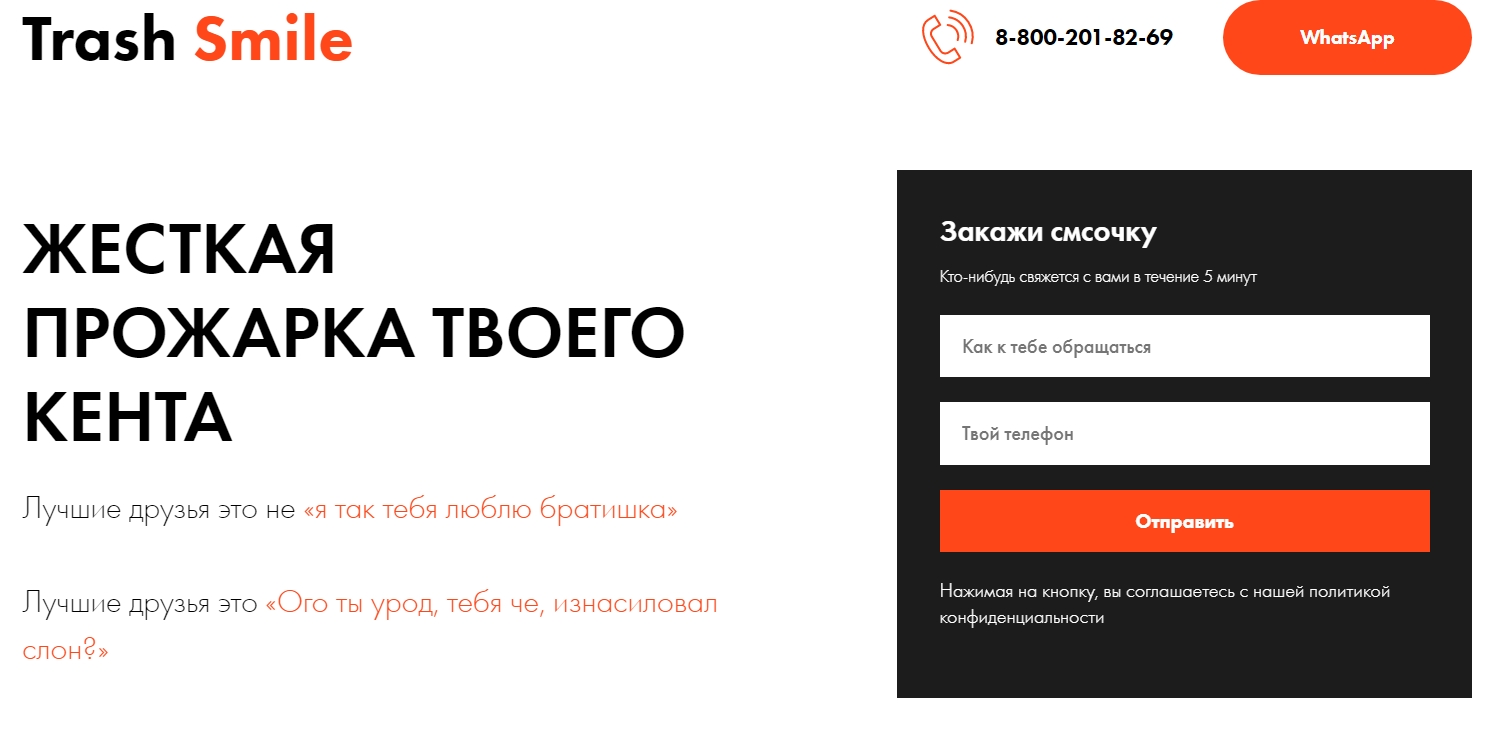 Trash Smile
8-800-201-82-69
WhatsApp
ЖЕСТКАЯ
ПРОЖАРКА ТВОЕГО
КЕНТА
Лучшие друзья это не «я так тебя люблю братишка»
Лучшие друзья это «Ого ты урод, тебя че, изнасиловал
слон?»
Закажи смсочку
Кто-нибудь свяжется с вами в течение 5 минут
Как к тебе обращаться
Твой телефон
Отправить
Нажимая на кнопку, вы соглашаетесь с нашей политикой
конфиденциальности